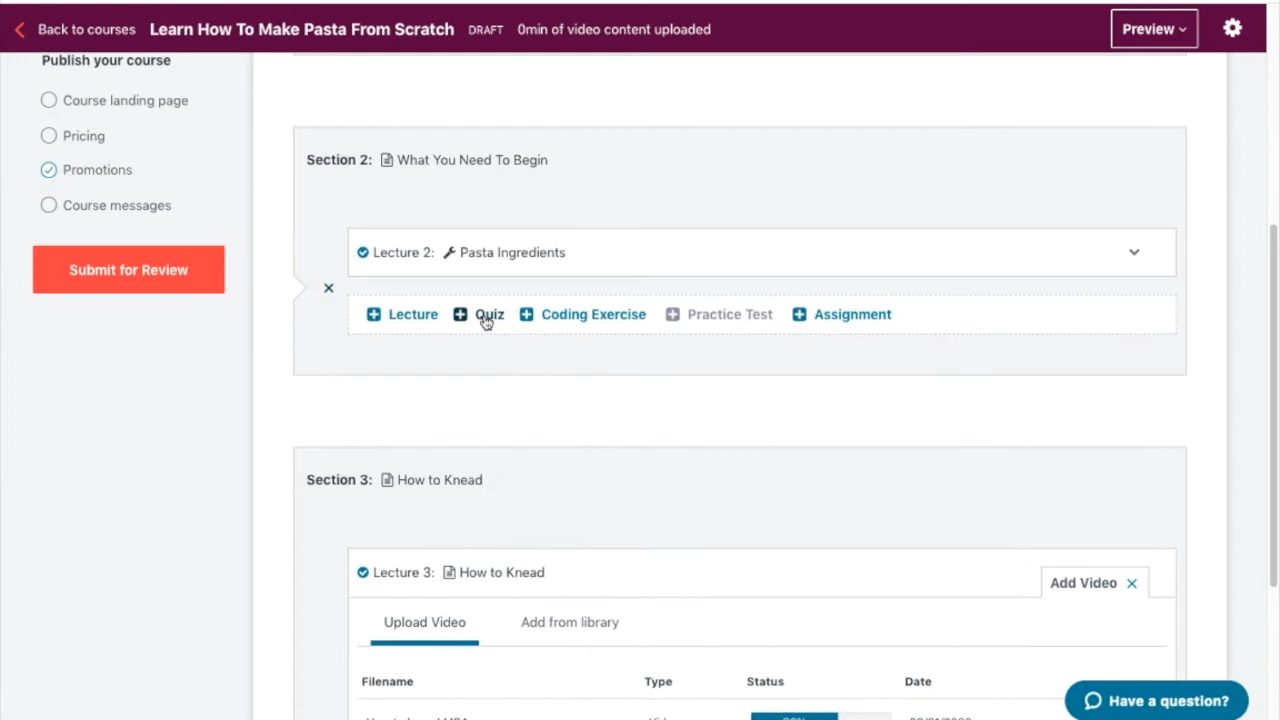 Back to courses Learn How To Make Pasta From Scratch DRAFT 0min of video content uploaded Preview
Publish your course
Course landing page
Pricing
Promotions
Course messages
Submit for Review
Section 2: What You Need To Begin
Lecture 2: Pasta Ingredients
Lecture Quiz Coding Exercise Practice Test Assignment
Section 3: How to Knead
Lecture 3: How to Knead
Add Video
Upload Video Add from library
Filename Type Status Date
Have a question?